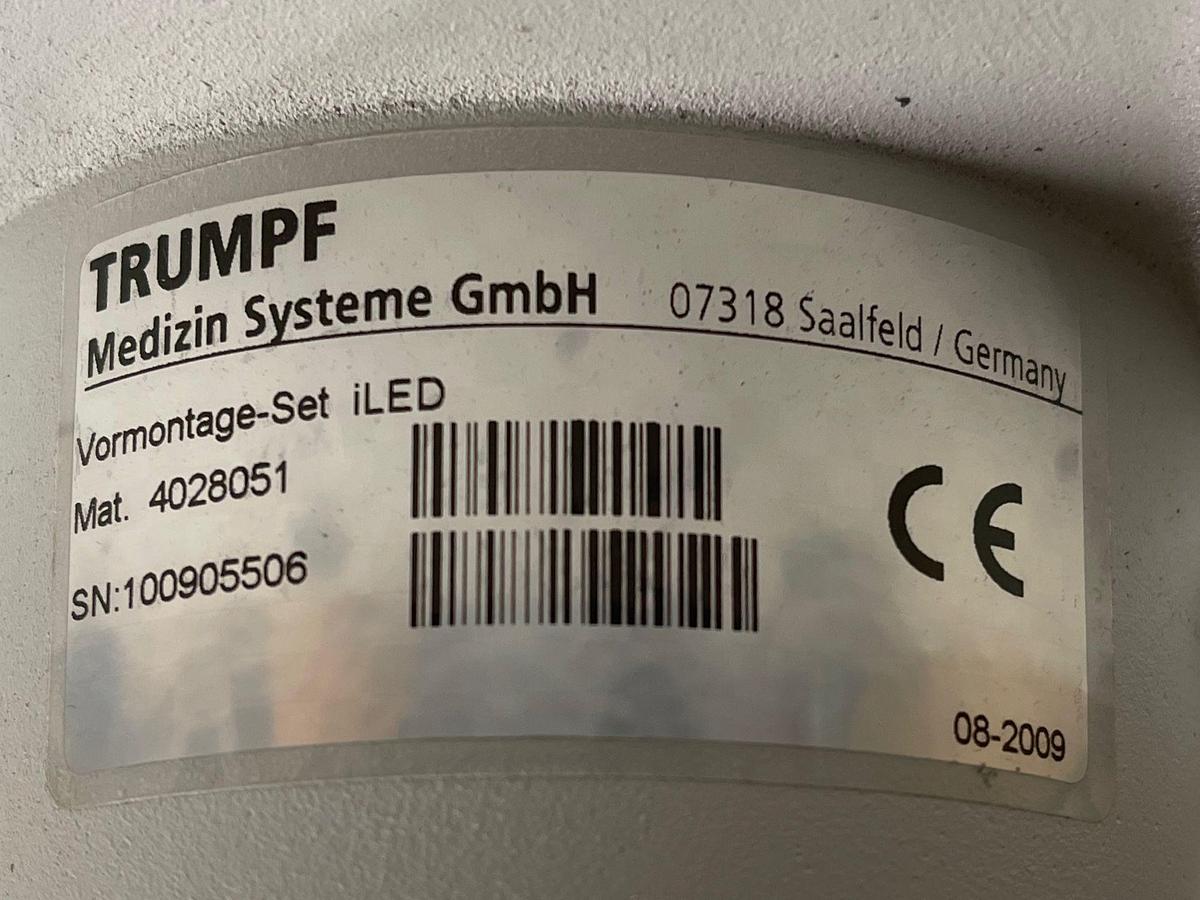 TRUMPF
Medizin Systeme GmbH 07318 Saalfeld / Germany
Vormontage-Set iLED
Mat. 4028051
SN:100905506
CE
08-2009